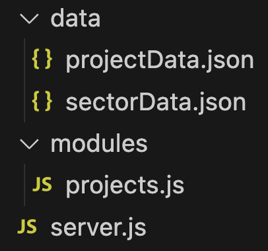 data
{} projectData.json
{} sectorData.json
modules
JS projects.js
JS server.js